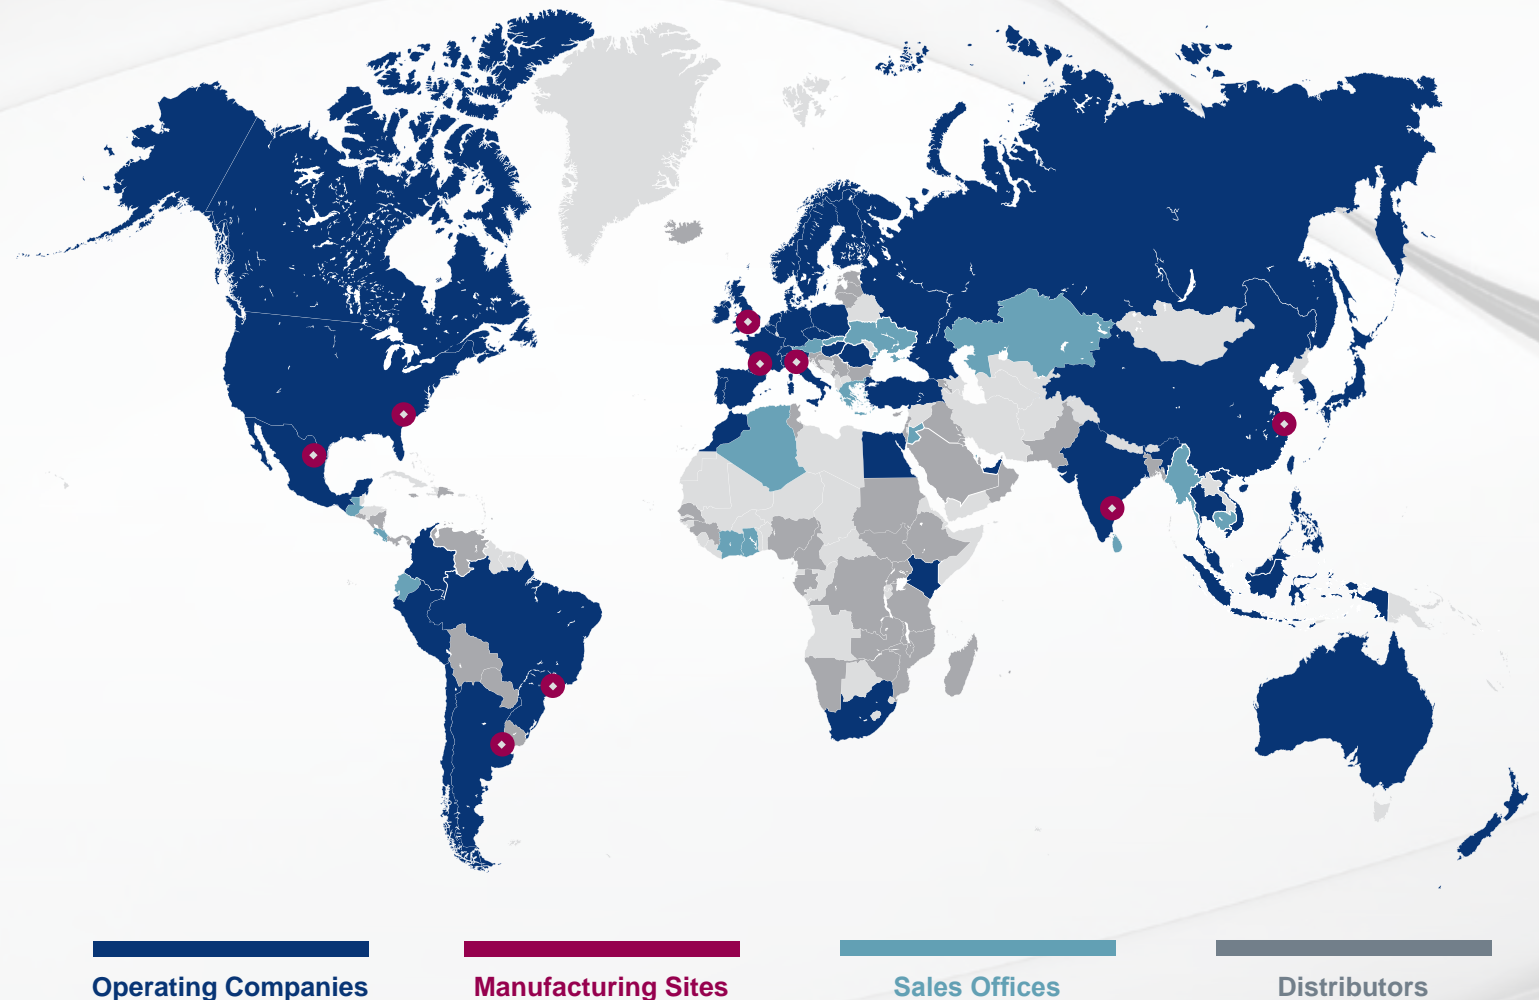 Operating Companies
Manufacturing Sites
Sales Offices
Distributors